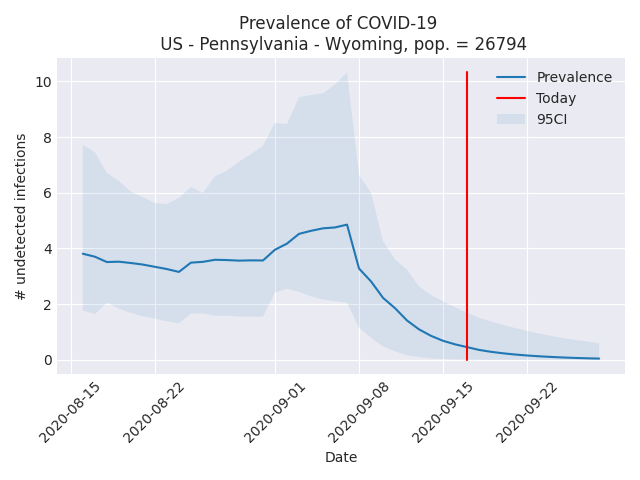 Prevalence of COVID-19
US - Pennsylvania - Wyoming, pop. = 26794
Prevalence
Today
95CI
# undetected infections
10
8
6
4
2
0
2020-08-15
2020-08-22
2020-09-01
2020-09-08
2020-09-15
2020-09-22
Date